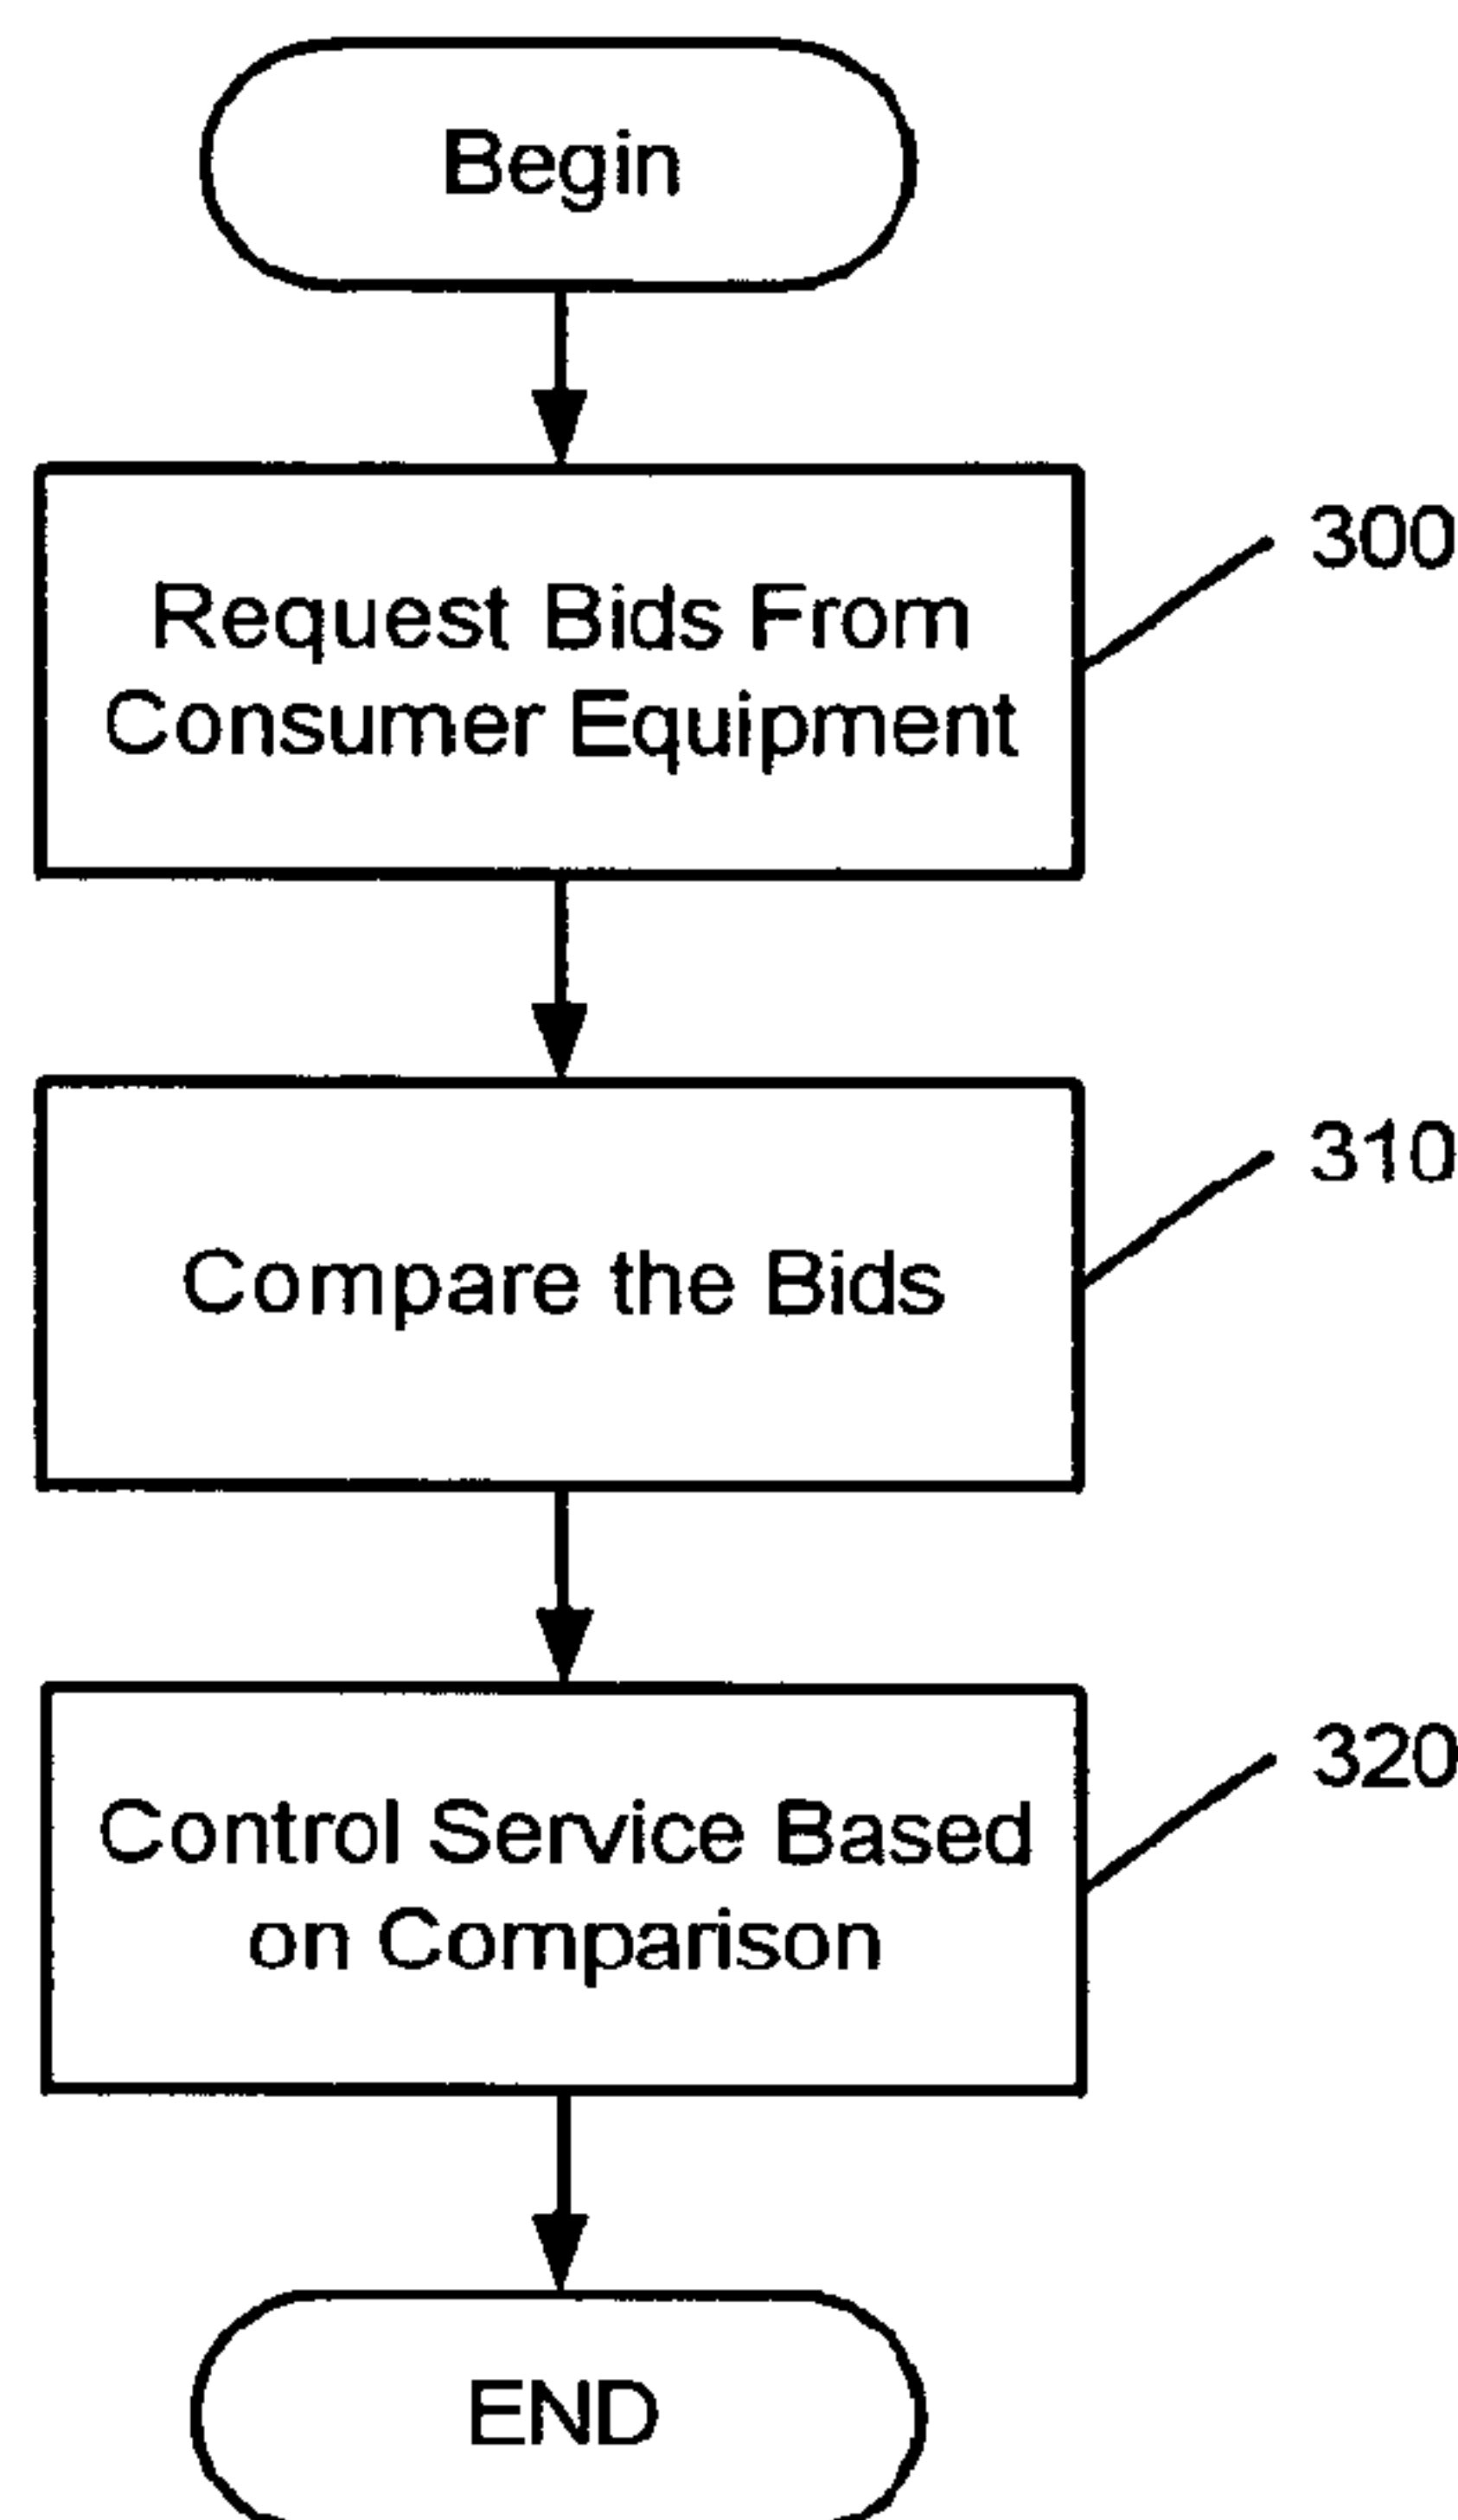 Begin
300
Request Bids From
Consumer Equipment
310
Compare the Bids
320
Control Service Based
on Comparison
END